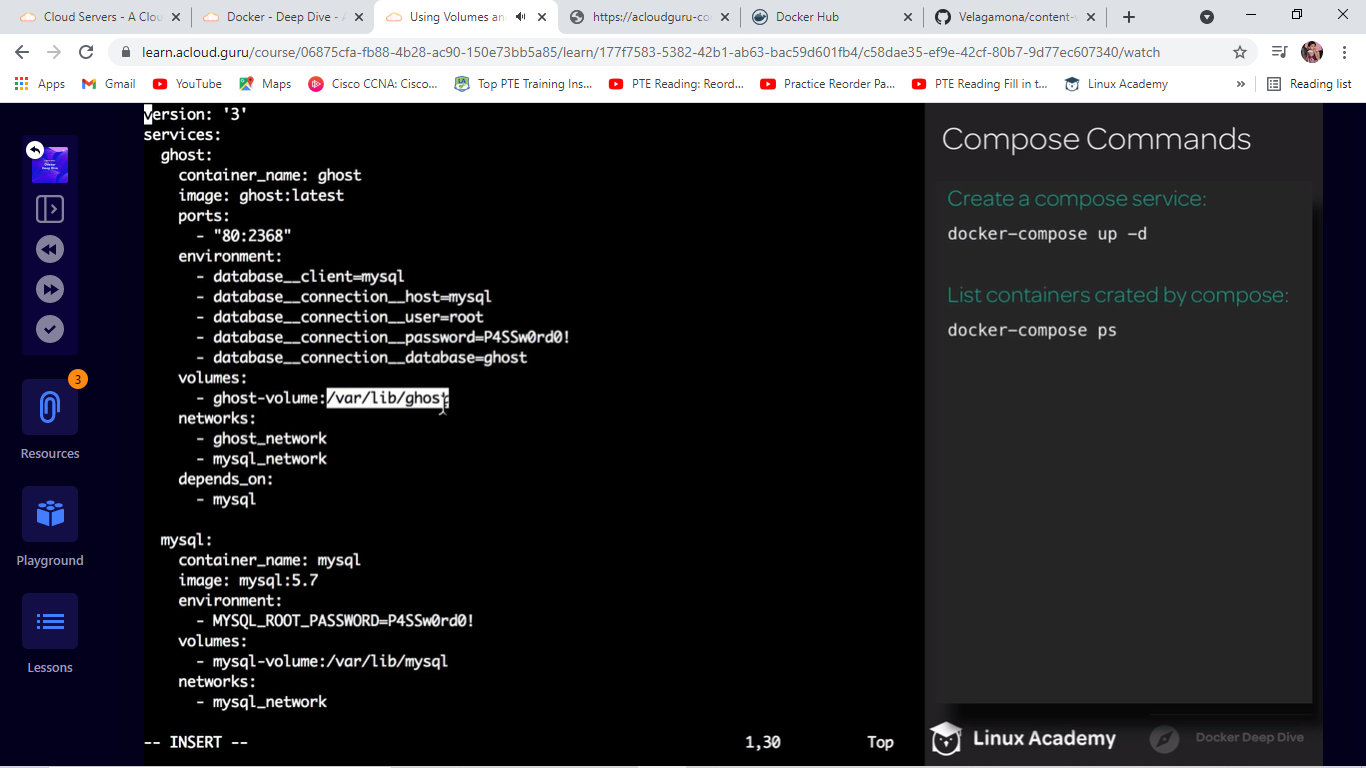 Cloud Servers - A Clou
Docker - Deep Dive - A
Using Volumes an
https://acloudguru-co
Docker Hub
Velagamona/content-
learn.acloud.guru/course/06875cfa-fb88-4b28-ac90-150e73bb5a85/learn/177f7583-5382-42b1-ab63-bac59d601fb4/c58dae35-ef9e-42cf-80b7-9d77ec607340/watch
Apps
Gmail
YouTube
Maps
Cisco CCNA: Cisco...
Top PTE Training Ins...
PTE Reading: Reord...
Practice Reorder Pa...
PTE Reading Fill in t...
Linux Academy
»
Reading list
3
Resources
Playground
Lessons
version: '3'
services:
ghost:
container_name: ghost
image: ghost:latest
ports:
- "80:2368"
environment:
- database__client=mysql
- database__connection__host=mysql
- database__connection__user=root
- database__connection__password=P4SSw0rd0!
- database__connection__database=ghost
volumes:
- ghost-volume:/var/lib/ghost
networks:
- ghost_network
- mysql_network
depends_on:
- mysql
mysql:
container_name: mysql
image: mysql:5.7
environment:
- MYSQL_ROOT_PASSWORD=P4SSw0rd0!
volumes:
- mysql-volume:/var/lib/mysql
networks:
- mysql_network
-- INSERT -- 1,30 Top
Compose Commands
Create a compose service:
docker-compose up -d
List containers crated by compose:
docker-compose ps
Linux Academy
Docker Deep Dive